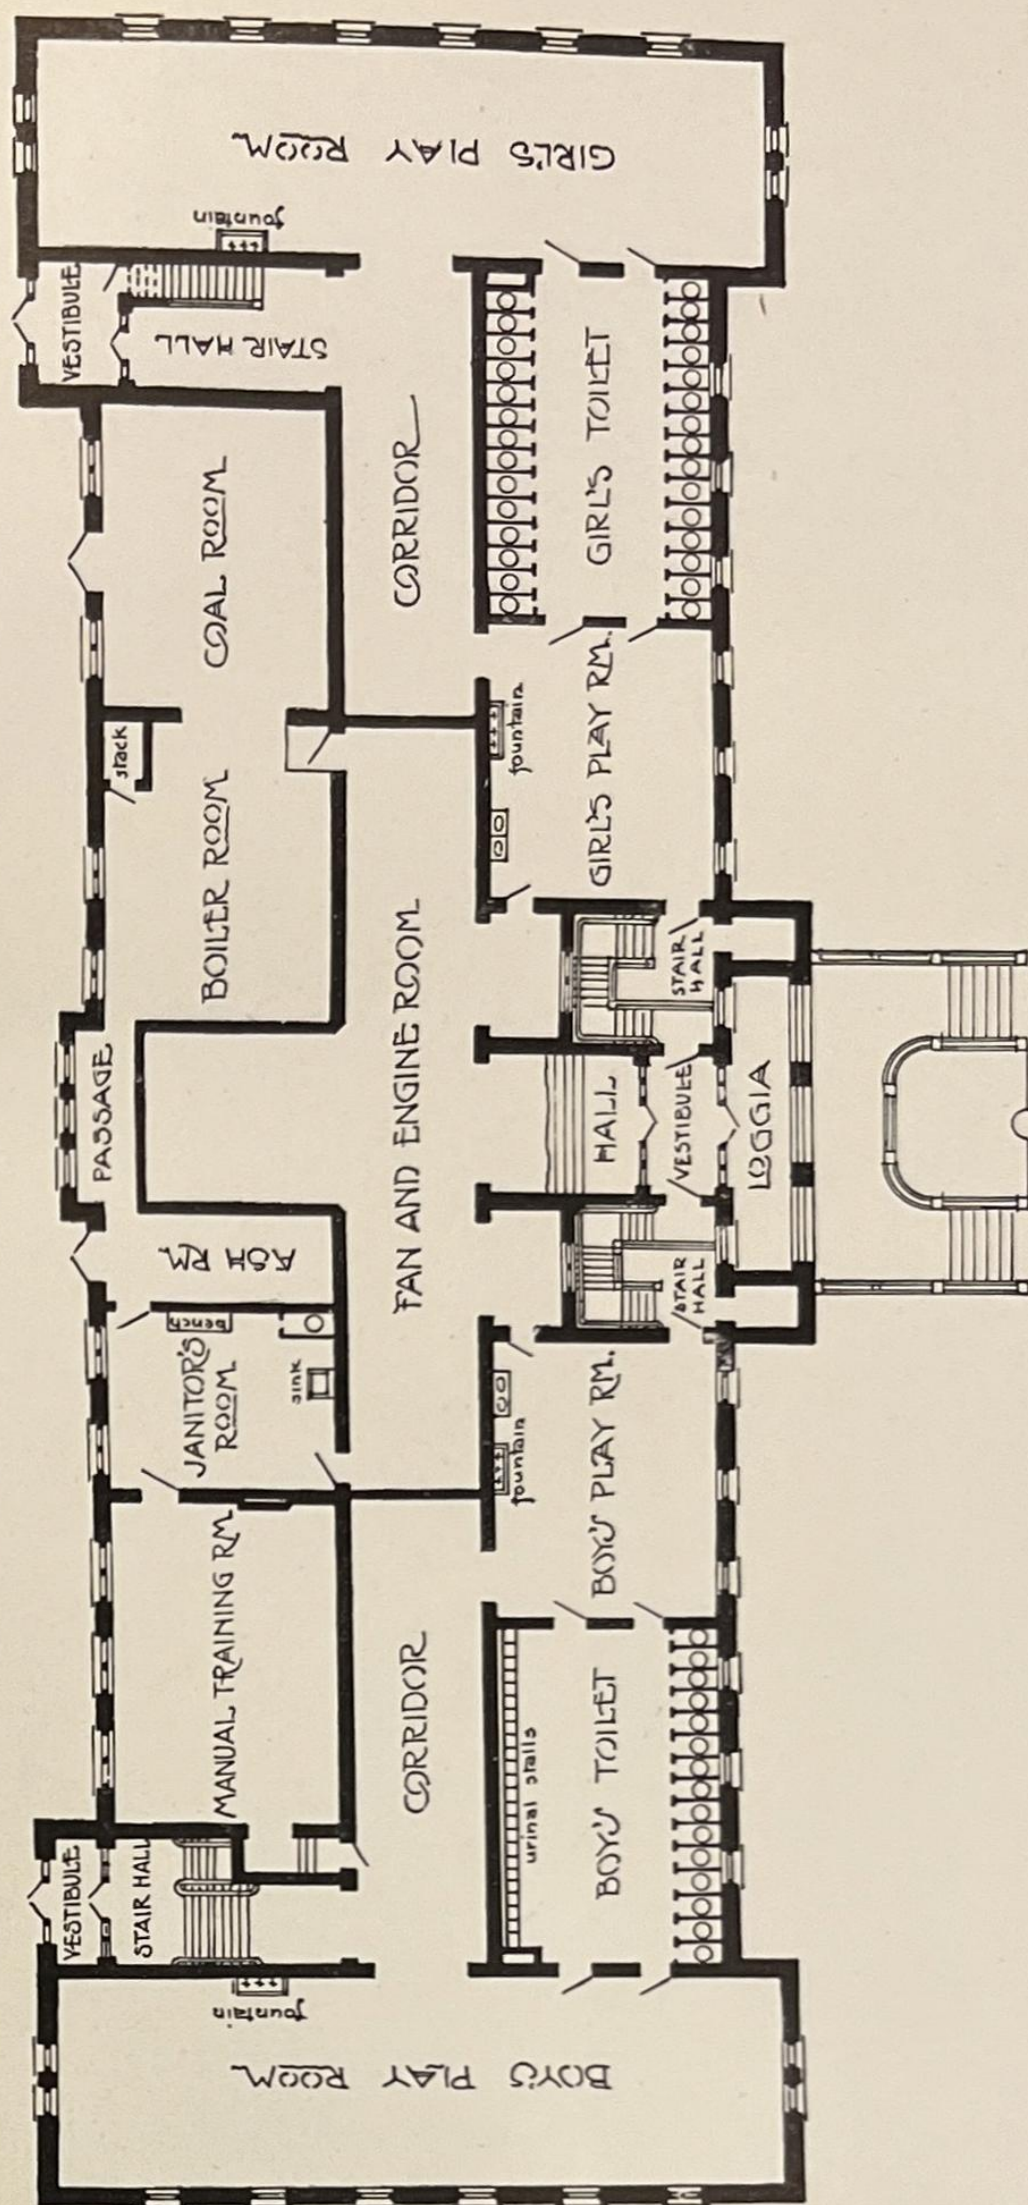 GIRL'S PLAY ROOM
fountain
VESTIBULE
STAIR HALL
COAL ROOM
CORRIDOR
GIRL'S TOILET
stack
BOILER ROOM
fountain
GIRL'S PLAY RM.
PASSAGE
FAN AND ENGINE ROOM
STAIR
HALL
HALL
VESTIBULE
LOGGIA
ASH RM.
STAIR
HALL
bench
JANITOR'S
ROOM
sink
fountain
BOY'S PLAY RM.
MANUAL TRAINING RM.
CORRIDOR
urinal stalls
BOY'S TOILET
VESTIBULE
STAIR HALL
fountain
BOY'S PLAY ROOM